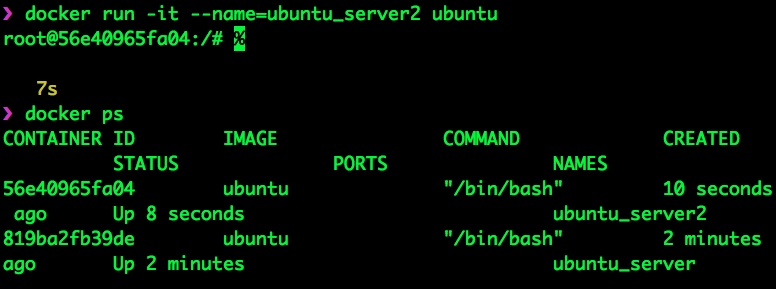 ❯ docker run -it --name=ubuntu_server2 ubuntu
root@56e40965fa04:/# %
7s
❯ docker ps
CONTAINER ID        IMAGE               COMMAND             CREATED
          STATUS              PORTS               NAMES
56e40965fa04        ubuntu              "/bin/bash"         10 seconds
 ago      Up 8 seconds                            ubuntu_server2
819ba2fb39de        ubuntu              "/bin/bash"         2 minutes
ago       Up 2 minutes                            ubuntu_server